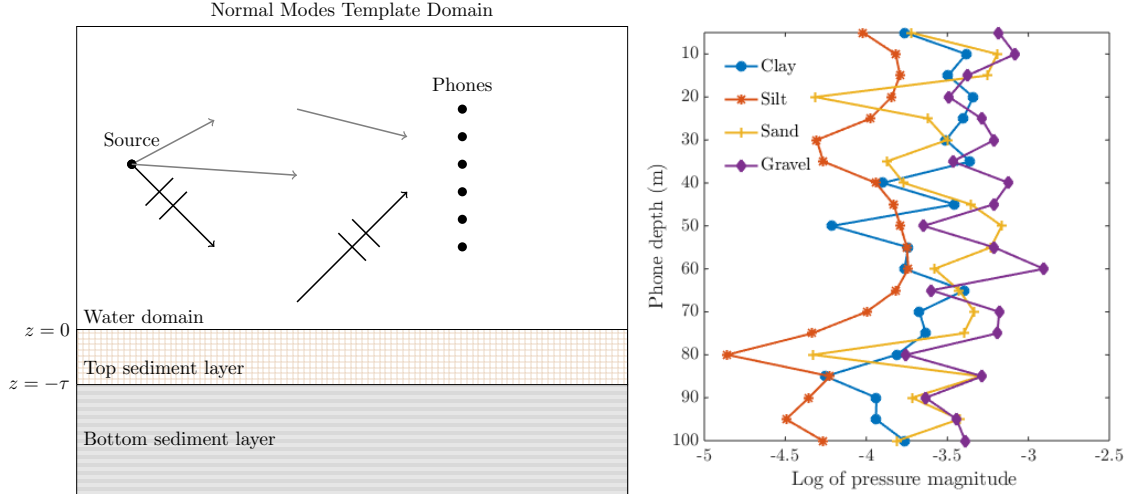 Normal Modes Template Domain
Phones
Source
Water domain
z = 0
Top sediment layer
z = −τ
Bottom sediment layer
Clay
Silt
Sand
Gravel
Phone depth (m)
10
20
30
40
50
60
70
80
90
100
-5
-4.5
-4
-3.5
-3
-2.5
Log of pressure magnitude